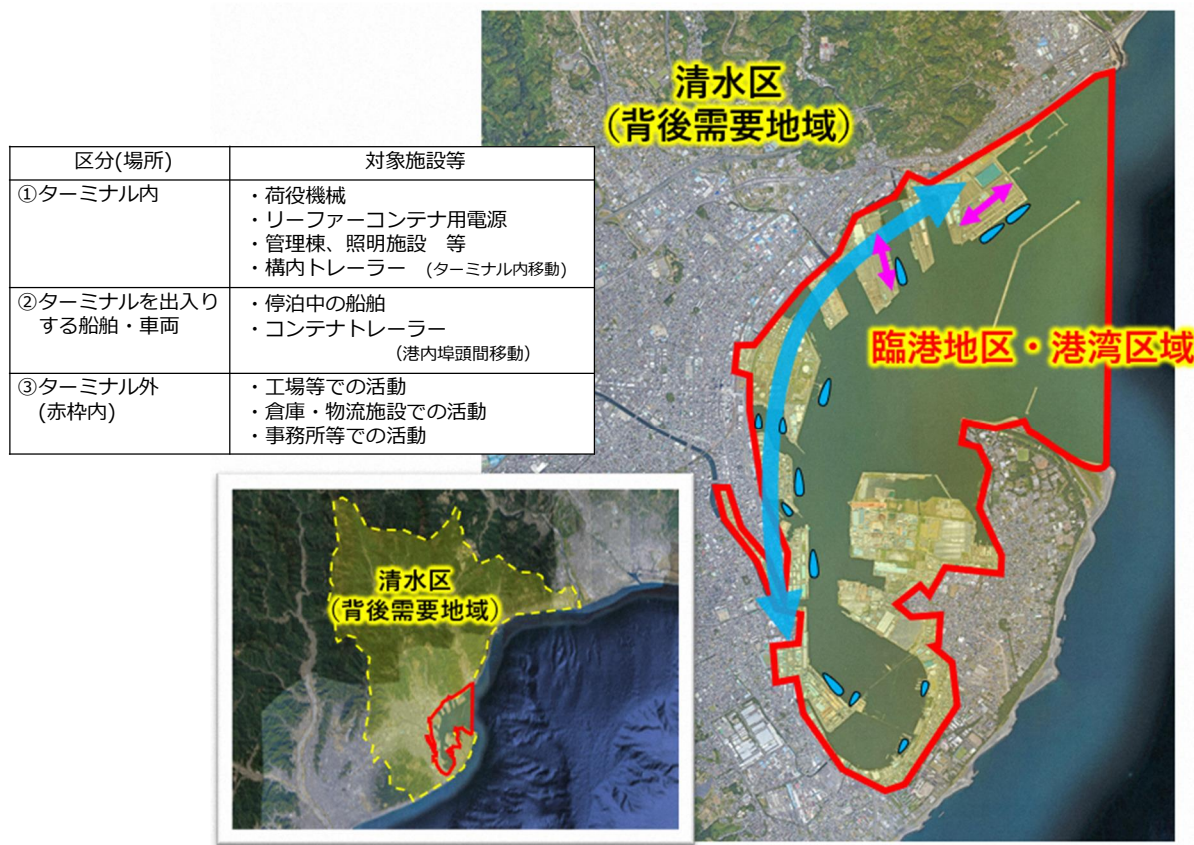 清水区
(背後需要地域)
区分(場所) 対象施設等
①ターミナル内
・荷役機械
・リーファーコンテナ用電源
・管理棟、照明施設 等
・構内トレーラー (ターミナル内移動)
②ターミナルを出入り
する船舶・車両
・停泊中の船舶
・コンテナトレーラー
(港内埠頭間移動)
③ターミナル外
(赤枠内)
・工場等での活動
・倉庫・物流施設での活動
・事務所等での活動
臨港地区・港湾区域
清水区
(背後需要地域)